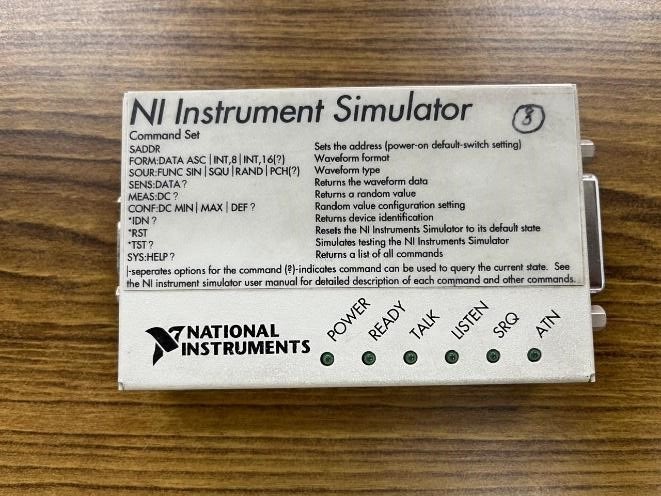 NI Instrument Simulator
8
Command Set
SADDR Sets the address (power-on default-switch setting)
FORM:DATA ASC | INT,8 | INT,16(?) Waveform format
SOUR:FUNC SIN | SQU | RAND | PCH(?) Waveform type
SENS:DATA? Returns the waveform data
MEAS:DC ? Returns a random value
CONF:DC MIN | MAX | DEF ? Random value configuration setting
*IDN ? Returns device identification
*RST Resets the NI Instruments Simulator to its default state
*TST ? Simulates testing the NI Instruments Simulator
SYS:HELP ? Returns a list of all commands
|-seperates options for the command (?)-indicates command can be used to query the current state. See
the NI instrument simulator user manual for detailed description of each command and other commands.
NATIONAL
INSTRUMENTS
POWER READY TALK LISTEN SRQ ATN